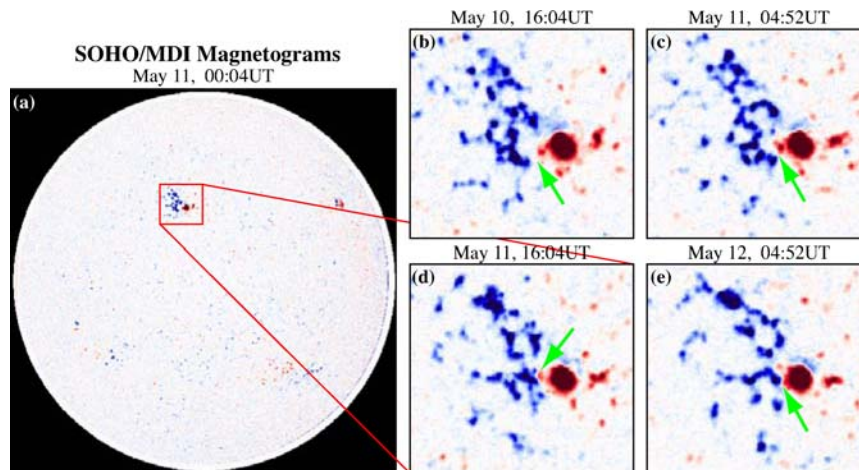 SOHO/MDI Magnetograms
May 11, 00:04UT
(a)
May 10, 16:04UT
(b)
May 11, 04:52UT
(c)
May 11, 16:04UT
(d)
May 12, 04:52UT
(e)